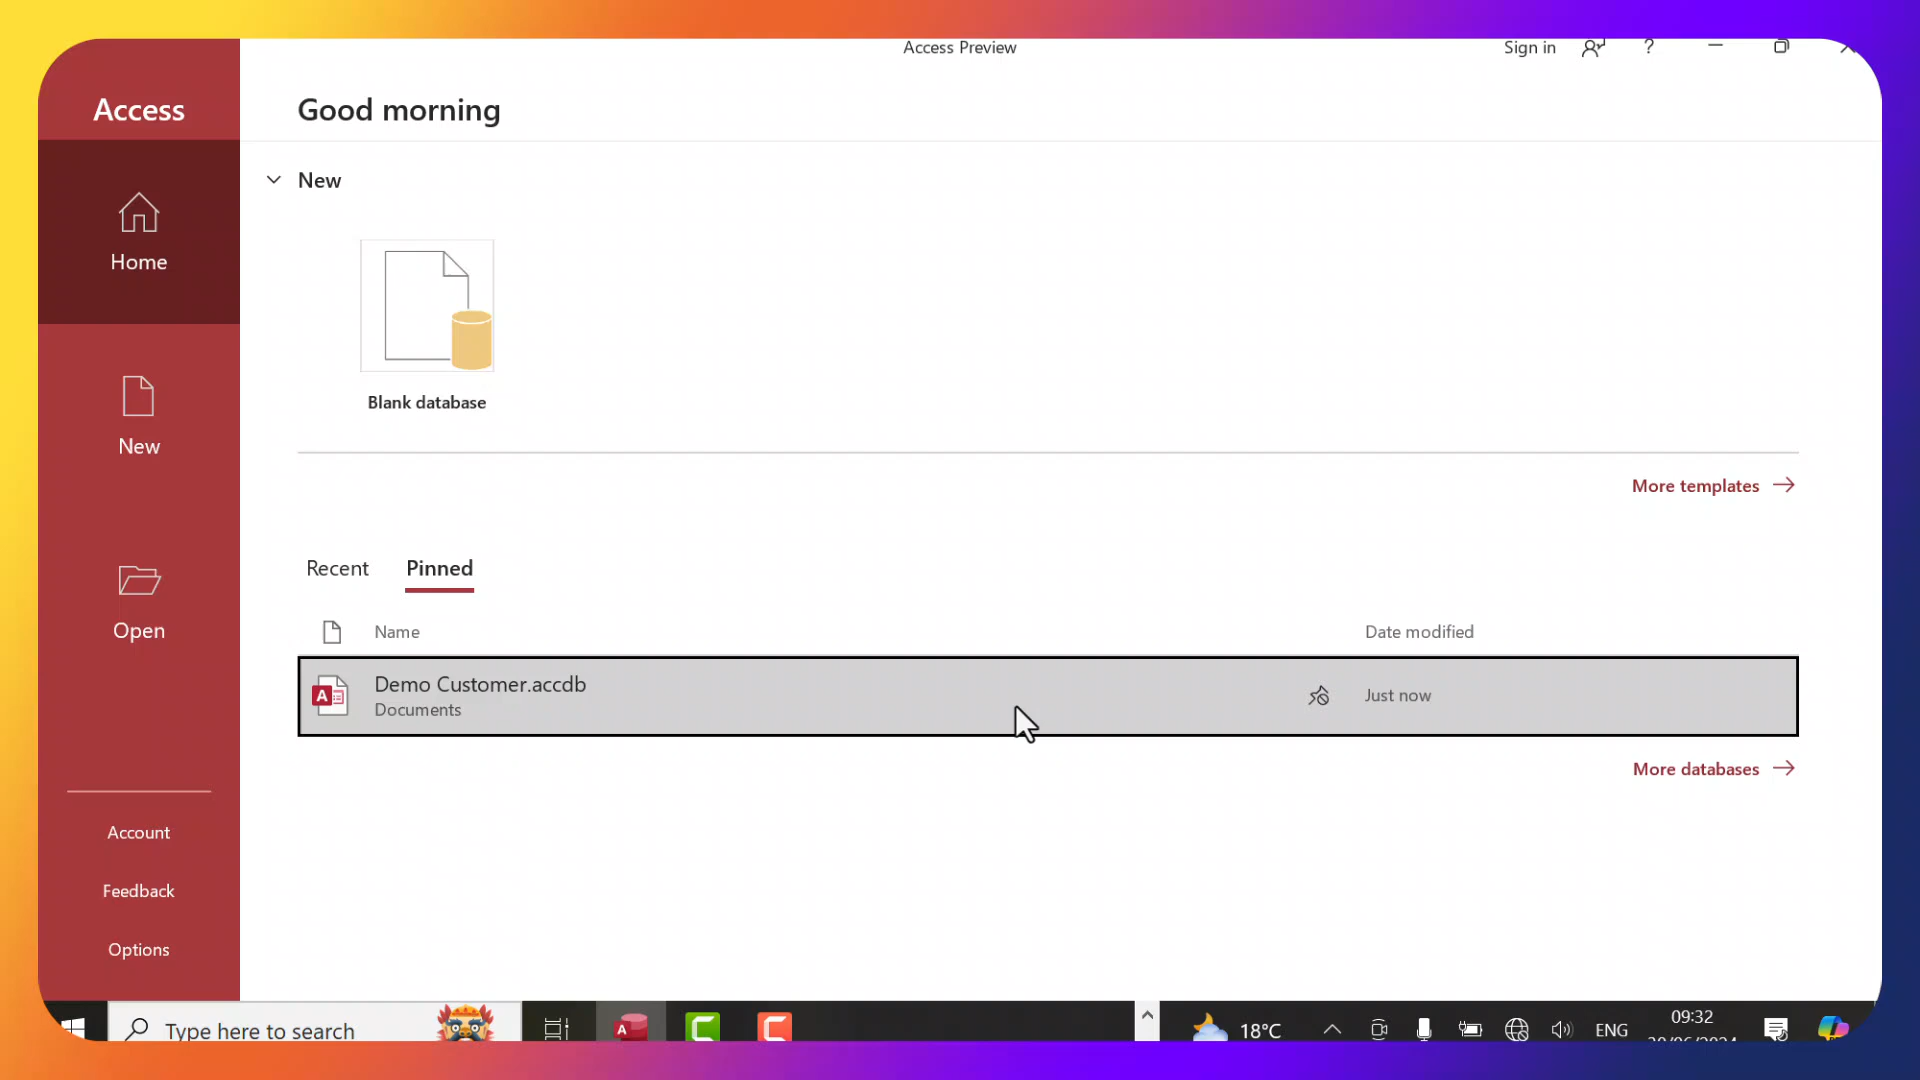 Access Preview
Sign in
?
Access
Good morning
Home
New
Open
Account
Feedback
Options
New
Blank database
More templates
Recent
Pinned
Name
Date modified
A
Demo Customer.accdb
Documents
Just now
More databases
Type here to search
A
18°C
ENG
09:32